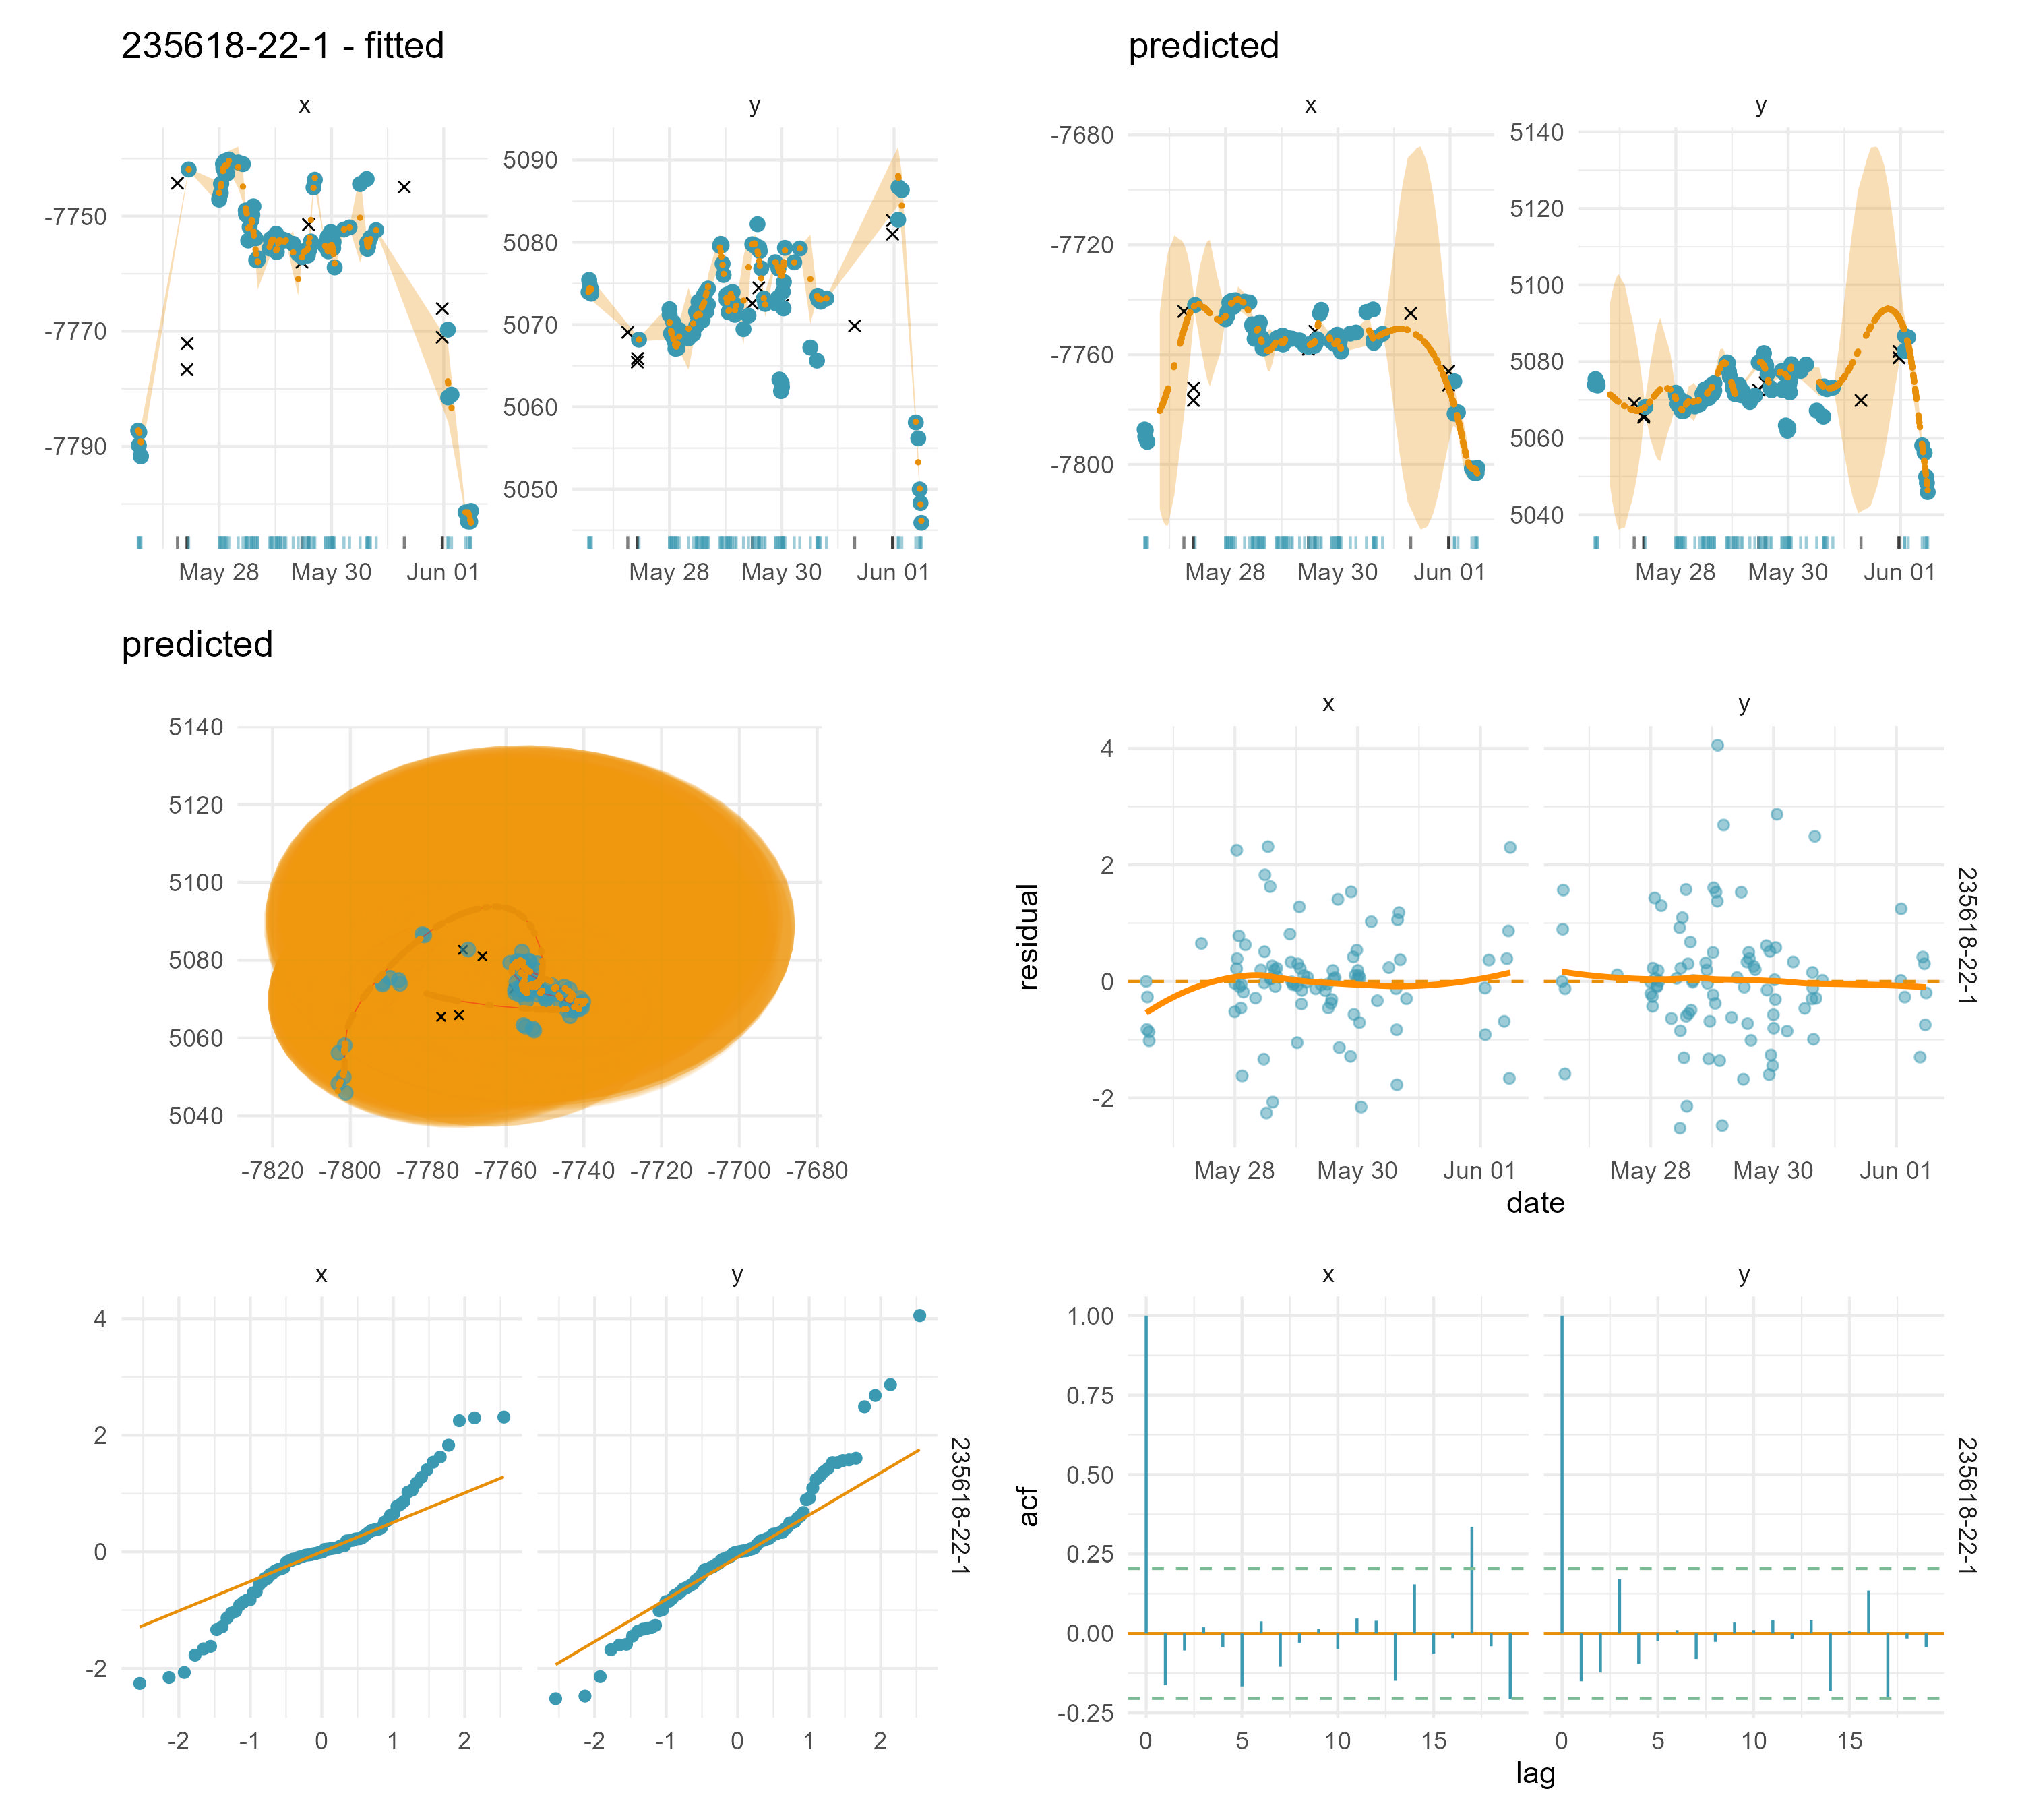 235618-22-1 - fitted
x
y
-7750
-7770
-7790
5090
5080
5070
5060
5050
May 28
May 30
Jun 01
May 28
May 30
Jun 01
predicted
x
y
-7680
-7720
-7760
-7800
5140
5120
5100
5080
5060
5040
May 28
May 30
Jun 01
May 28
May 30
Jun 01
predicted
5140
5120
5100
5080
5060
5040
-7820
-7800
-7780
-7760
-7740
-7720
-7700
-7680
x
y
residual
4
2
0
-2
235618-22-1
May 28
May 30
Jun 01
May 28
May 30
Jun 01
date
x
y
4
2
0
-2
235618-22-1
-2
-1
0
1
2
-2
-1
0
1
2
x
y
acf
1.00
0.75
0.50
0.25
0.00
-0.25
235618-22-1
0
5
10
15
0
5
10
15
lag